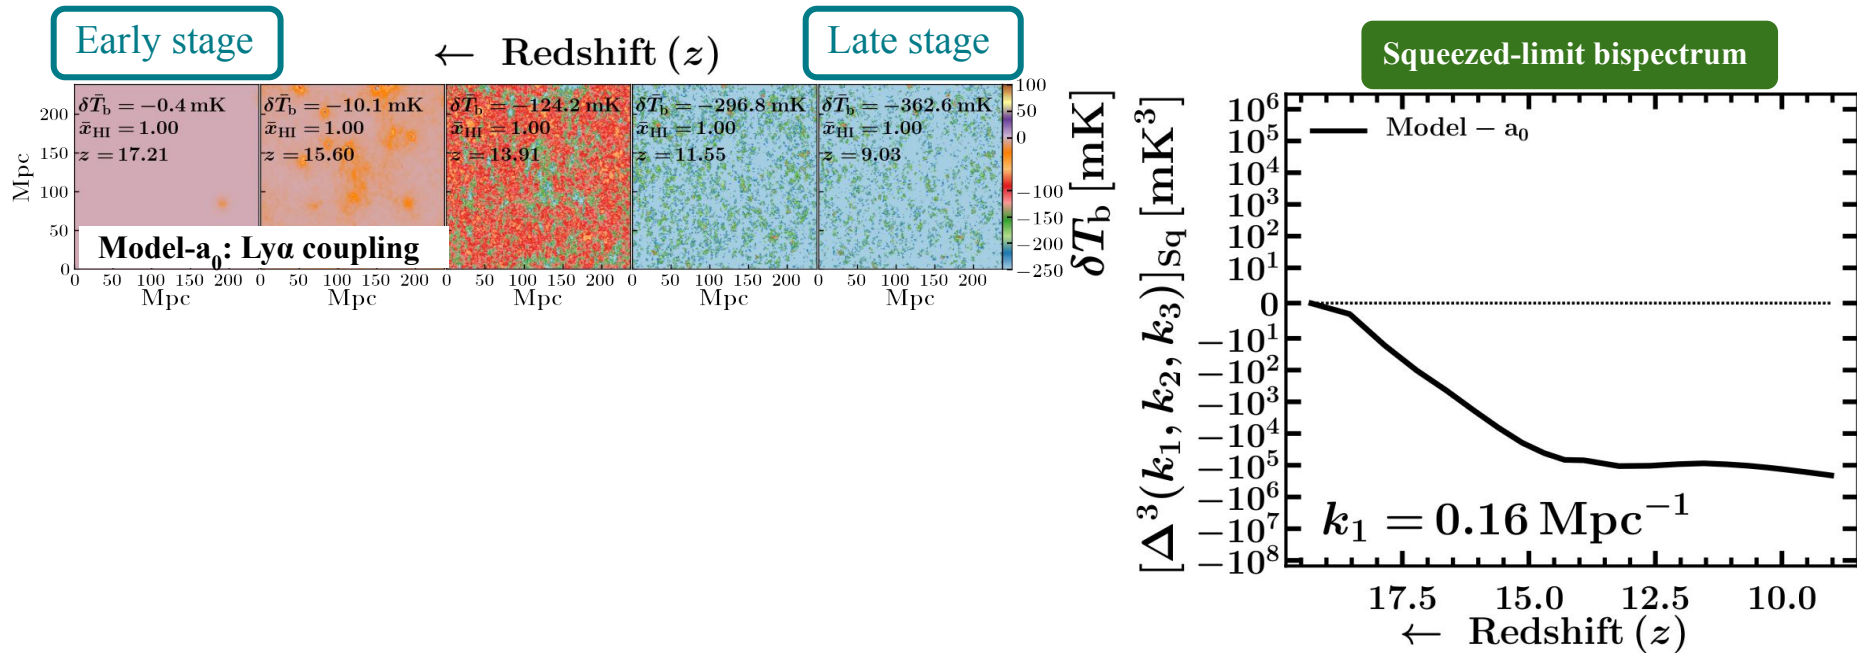 Early stage
← Redshift (z)
Late stage
Squeezed-limit bispectrum
δT̄b = −0.4 mK
x̄HI = 1.00
z = 17.21
δT̄b = −10.1 mK
x̄HI = 1.00
z = 15.60
δT̄b = −124.2 mK
x̄HI = 1.00
z = 13.91
δT̄b = −296.8 mK
x̄HI = 1.00
z = 11.55
δT̄b = −362.6 mK
x̄HI = 1.00
z = 9.03
Model-a0: Lyα coupling
Mpc
200
150
100
50
0
0 50 100 150 200
0 50 100 150 200
0 50 100 150 200
0 50 100 150 200
0 50 100 150 200
Mpc
Mpc
Mpc
Mpc
Mpc
100
50
0
−100
−150
−200
−250
δTb [mK]
[Δ³(k1, k2, k3)]Sq [mK³]
10⁶
10⁵
10⁴
10³
10²
10¹
0
−10¹
−10²
−10³
−10⁴
−10⁵
−10⁶
−10⁷
−10⁸
Model − a0
k1 = 0.16 Mpc⁻¹
17.5 15.0 12.5 10.0
← Redshift (z)